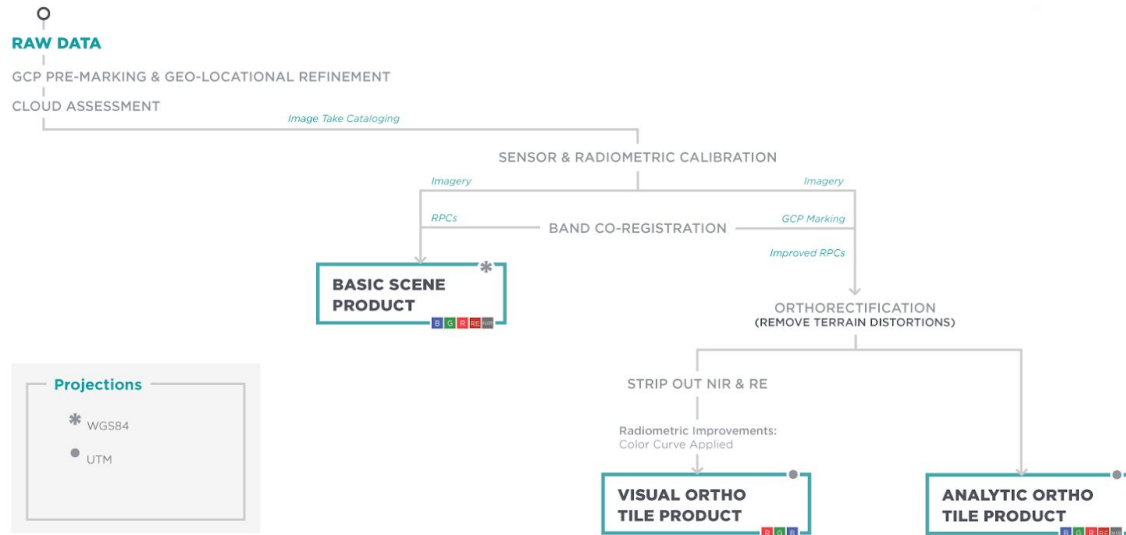 RAW DATA
GCP PRE-MARKING & GEO-LOCATIONAL REFINEMENT
CLOUD ASSESSMENT
Image Take Cataloging
SENSOR & RADIOMETRIC CALIBRATION
Imagery
Imagery
RPCs
BAND CO-REGISTRATION
GCP Marking
Improved RPCs
BASIC SCENE
PRODUCT
B G R RE NIR
ORTHORECTIFICATION
(REMOVE TERRAIN DISTORTIONS)
Projections
WGS84
UTM
STRIP OUT NIR & RE
Radiometric Improvements:
Color Curve Applied
VISUAL ORTHO
TILE PRODUCT
R G B
ANALYTIC ORTHO
TILE PRODUCT
B G R RE NIR